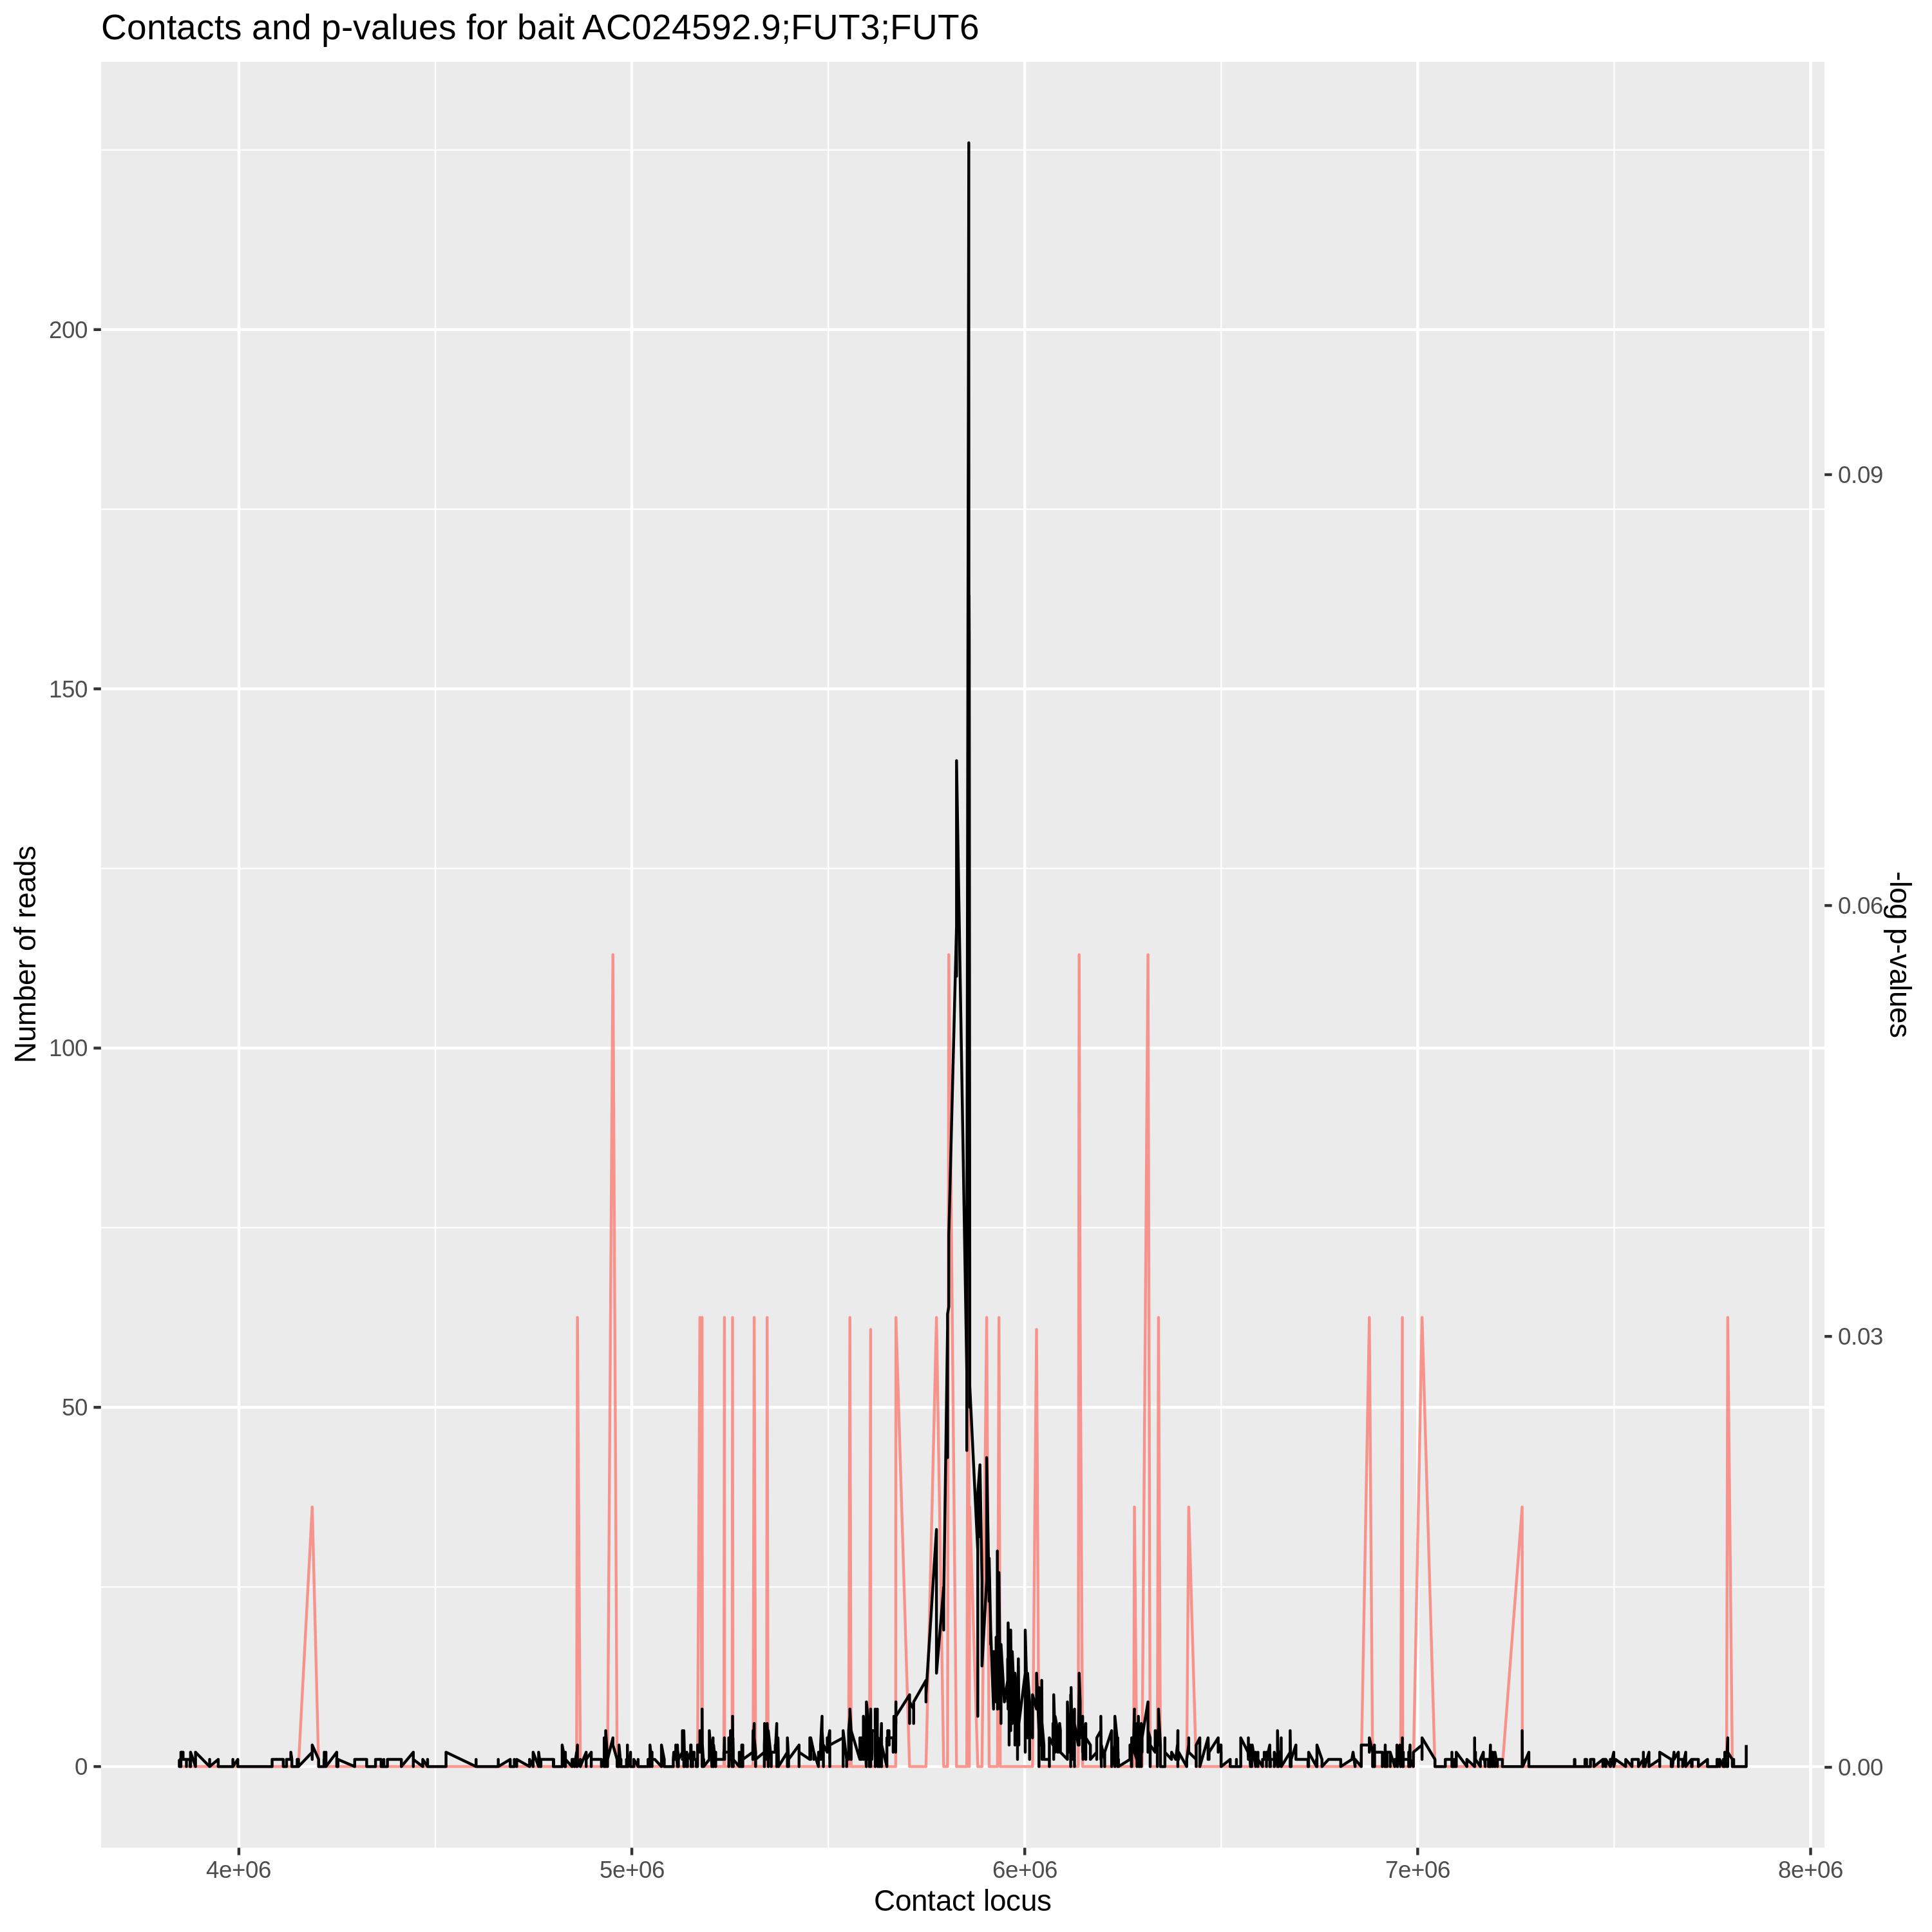 Contacts and p-values for bait AC024592.9;FUT3;FUT6
Number of reads
200
150
100
50
0
0.09
0.06
0.03
0.00
-log p-values
4e+06 5e+06 6e+06 7e+06 8e+06
Contact locus